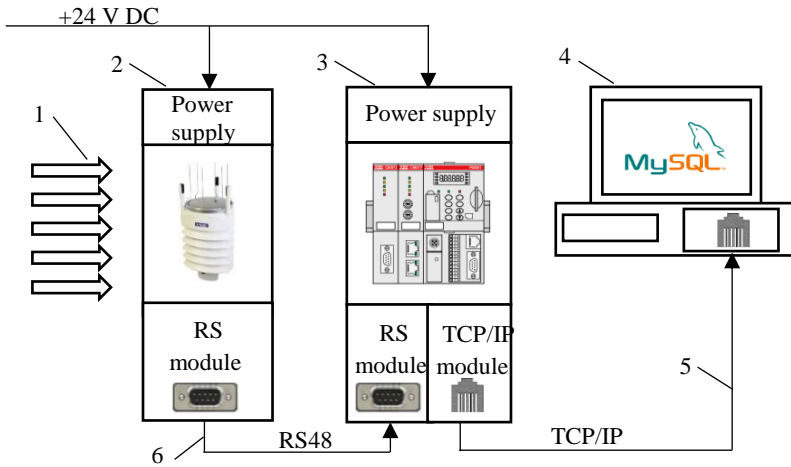 +24 V DC
2
3
4
1
Power
supply
Power supply
MySQL
RS
module
RS
module
TCP/IP
module
5
6
RS48
TCP/IP